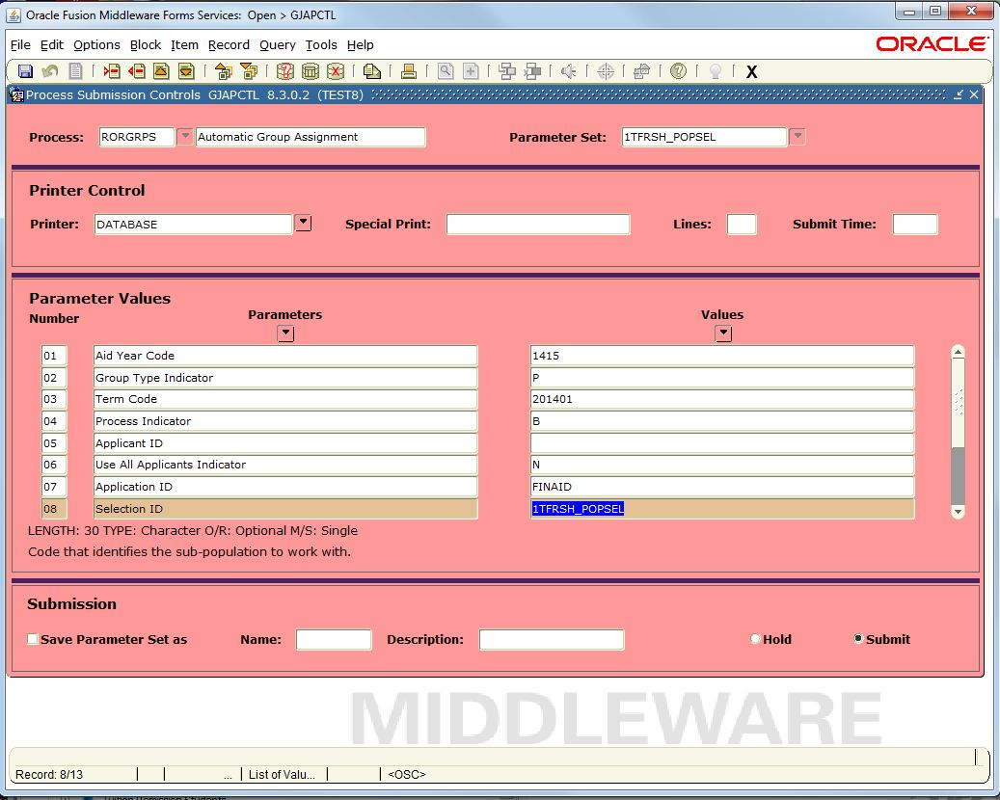 Oracle Fusion Middleware Forms Services: Open > GJAPCTL
File Edit Options Block Item Record Query Tools Help
ORACLE
X
Process Submission Controls GJAPCTL 8.3.0.2 (TEST8)
Process: RORGRPS Automatic Group Assignment Parameter Set: 1TFRSH_POPSEL
Printer Control
Printer: DATABASE Special Print: Lines: Submit Time:
Parameter Values
Number Parameters Values
01 Aid Year Code 1415
02 Group Type Indicator P
03 Term Code 201401
04 Process Indicator B
05 Applicant ID
06 Use All Applicants Indicator N
07 Application ID FINAID
08 Selection ID 1TFRSH_POPSEL
LENGTH: 30 TYPE: Character O/R: Optional M/S: Single
Code that identifies the sub-population to work with.
Submission
Save Parameter Set as Name: Description: Hold Submit
MIDDLEWARE
Record: 8/13 ... List of Valu... <OSC>